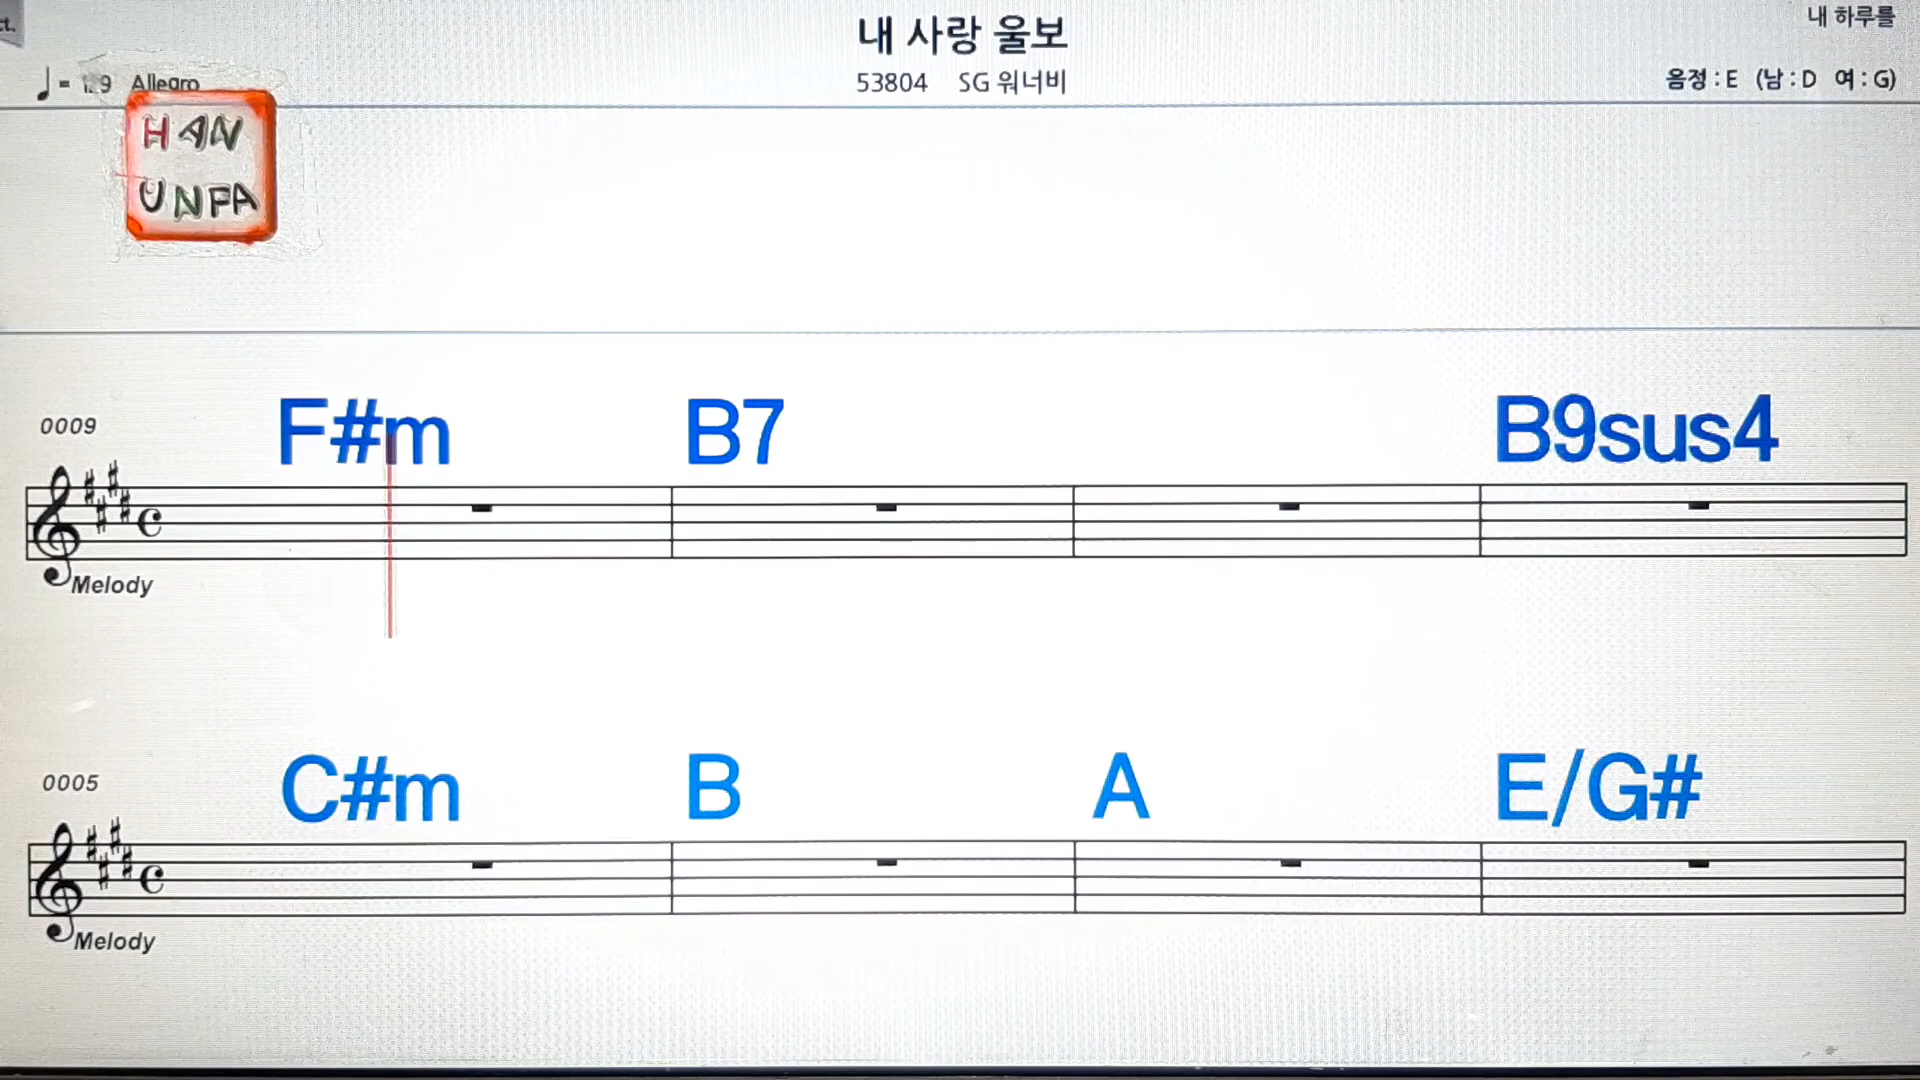 내 사랑 울보
내 하루를
53804 SG 워너비
♩ = 9 Allegro
음정 : E (남 : D 여 : G)
HAN
UNFA
0009
F#m B7 B9sus4
Melody
0005
C#m B A E/G#
Melody